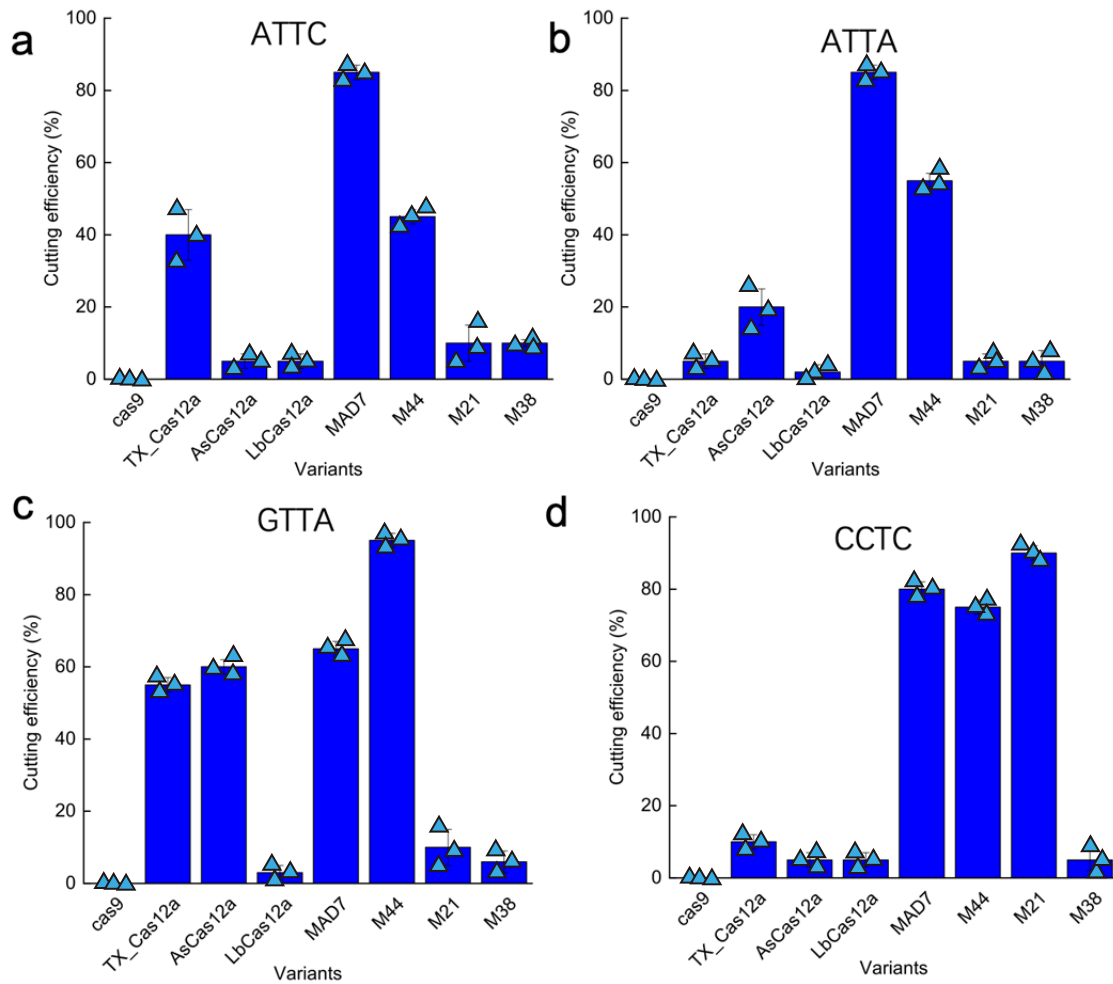 a
ATTC
Cutting efficiency (%)
100
80
60
40
20
0
cas9
TX_Cas12a
AsCas12a
LbCas12a
MAD7
M44
M21
M38
Variants
b
ATTA
Cutting efficiency (%)
100
80
60
40
20
0
cas9
TX_Cas12a
AsCas12a
LbCas12a
MAD7
M44
M21
M38
Variants
c
GTTA
Cutting efficiency (%)
100
80
60
40
20
0
cas9
TX_Cas12a
AsCas12a
LbCas12a
MAD7
M44
M21
M38
Variants
d
CCTC
Cutting efficiency (%)
100
80
60
40
20
0
cas9
TX_Cas12a
AsCas12a
LbCas12a
MAD7
M44
M21
M38
Variants